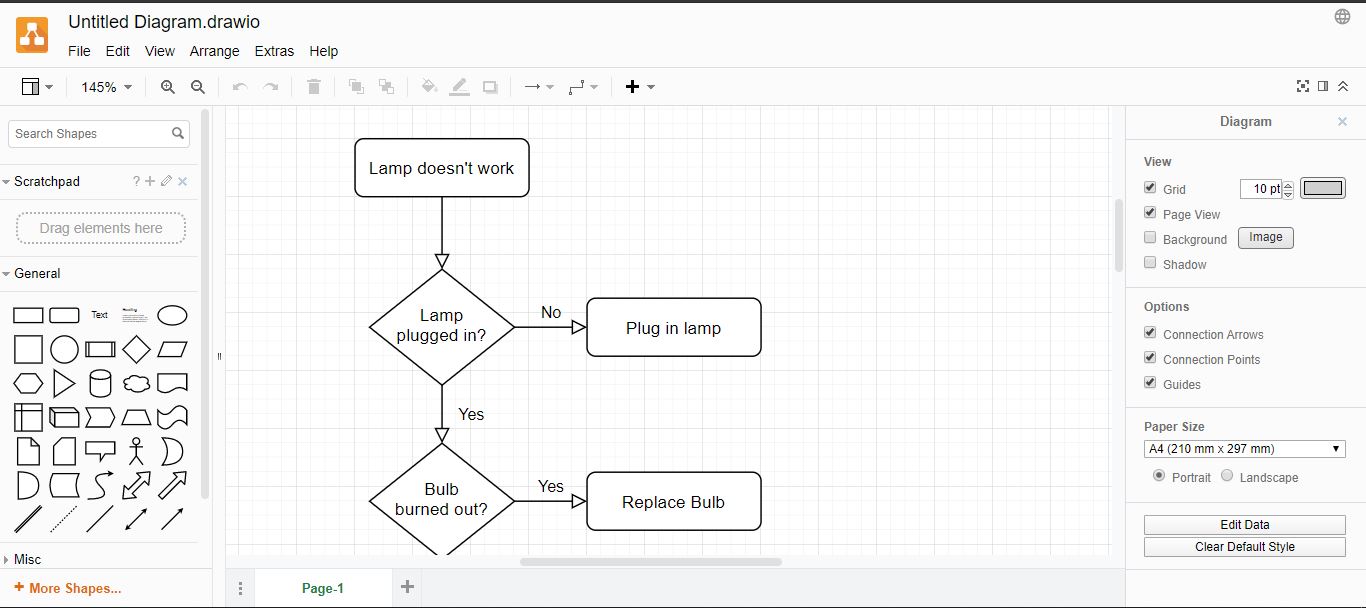 Untitled Diagram.drawio
File Edit View Arrange Extras Help
145%
Search Shapes
Scratchpad
?
Drag elements here
General
Text
Heading
Misc
+ More Shapes...
Lamp doesn't work
Lamp
plugged in?
No
Plug in lamp
Yes
Bulb
burned out?
Yes
Replace Bulb
Page-1
Diagram
View
Grid 10 pt
Page View
Background Image
Shadow
Options
Connection Arrows
Connection Points
Guides
Paper Size
A4 (210 mm x 297 mm)
Portrait Landscape
Edit Data
Clear Default Style